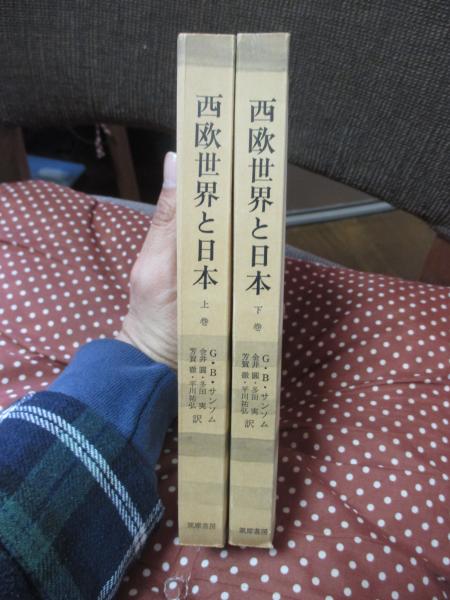 西欧世界と日本
上巻
G・B・サンソム
金井圓・多田実
芳賀徹・平川祐弘 訳
筑摩書房
西欧世界と日本
下巻
G・B・サンソム
金井圓・多田実
芳賀徹・平川祐弘 訳
筑摩書房